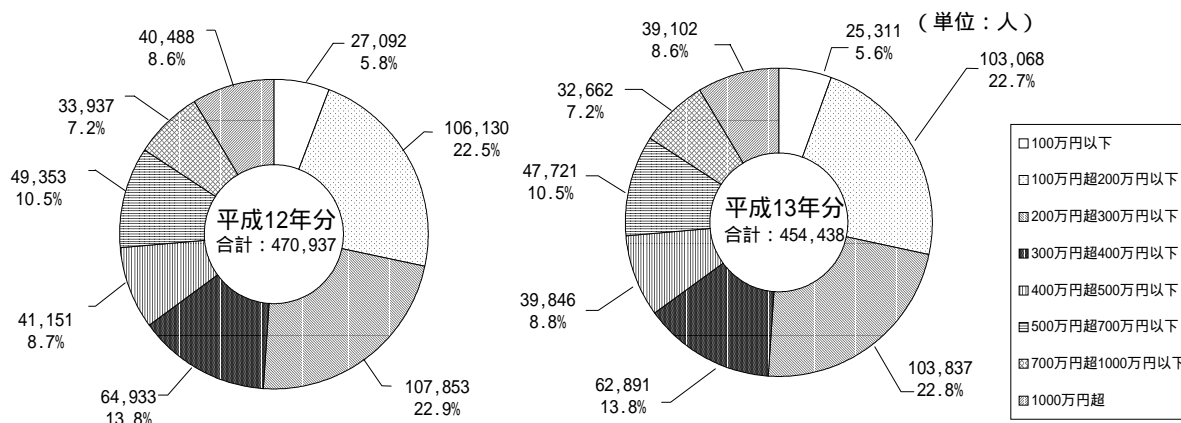 (単位：人)
27,092
5.8%
106,130
22.5%
107,853
22.9%
64,933
13.8%
41,151
8.7%
49,353
10.5%
33,937
7.2%
40,488
8.6%
平成12年分
合計：470,937
25,311
5.6%
103,068
22.7%
103,837
22.8%
62,891
13.8%
39,846
8.8%
47,721
10.5%
32,662
7.2%
39,102
8.6%
平成13年分
合計：454,438
100万円以下
100万円超200万円以下
200万円超300万円以下
300万円超400万円以下
400万円超500万円以下
500万円超700万円以下
700万円超1000万円以下
1000万円超